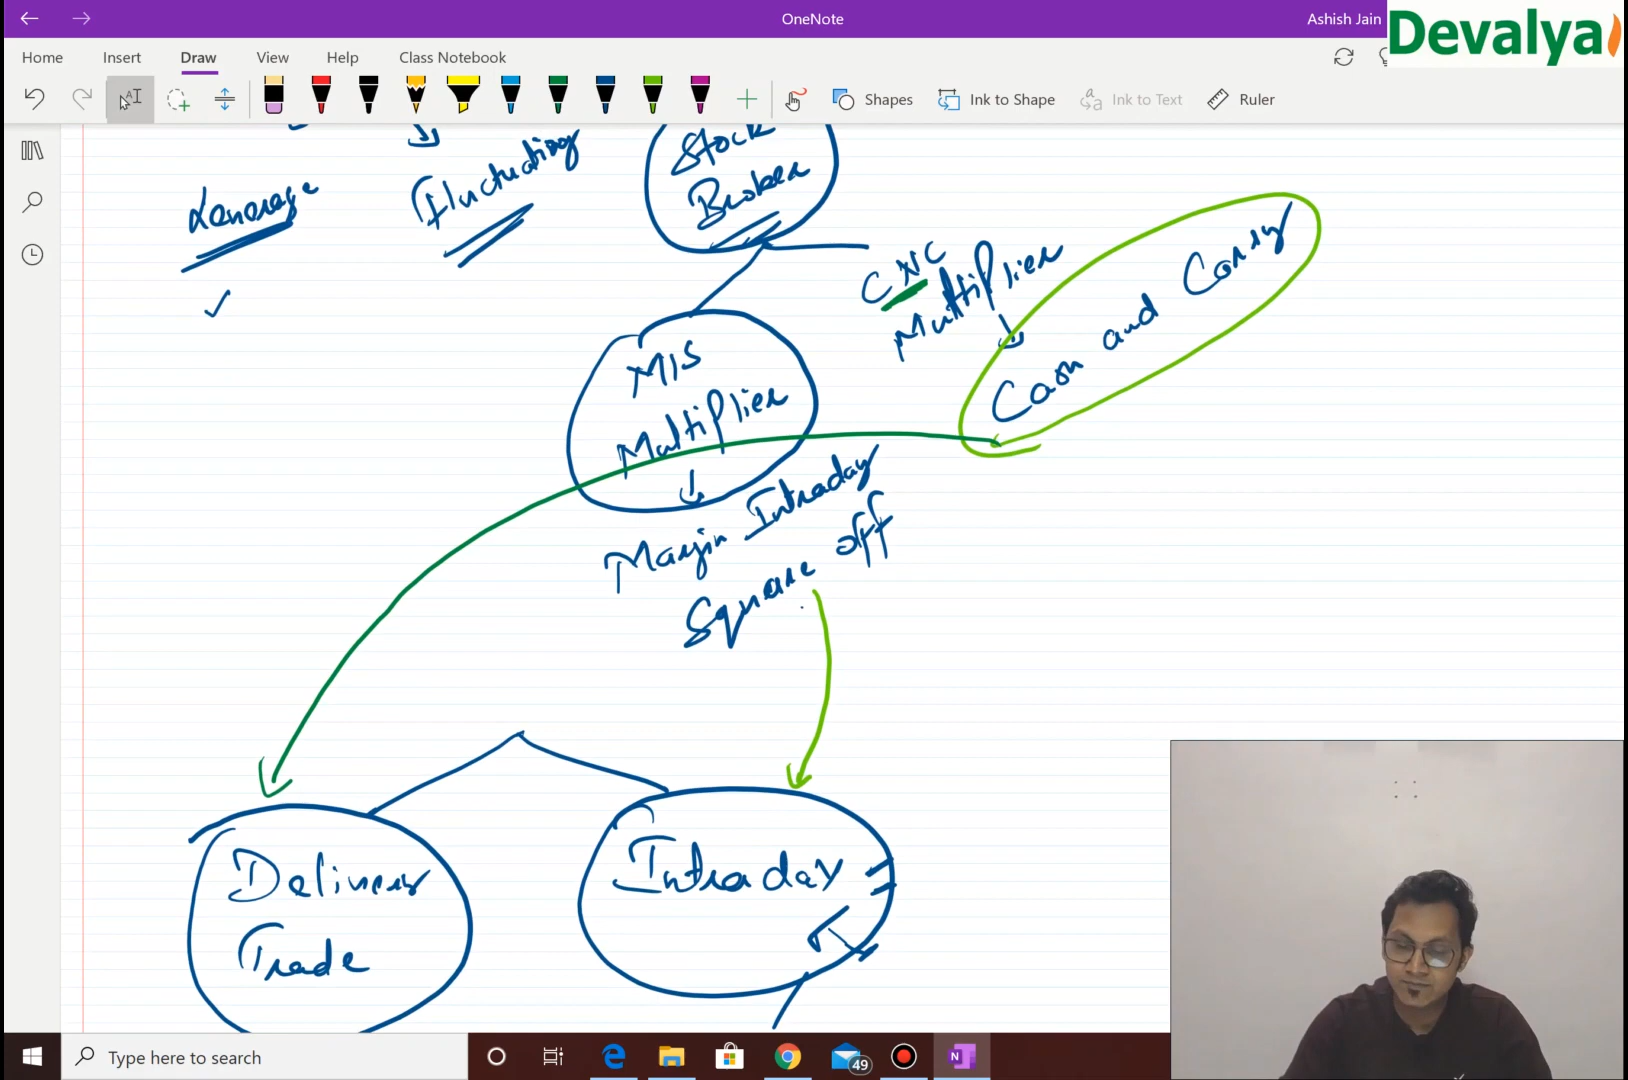 OneNote
Ashish Jain
Devalya
Home Insert Draw View Help Class Notebook
Shapes Ink to Shape Ink to Text Ruler
Leverage
Fluctuating
Stock
Broker
CNC
Multiplier
Cash and Carry
MIS
Multiplier
Margin Intraday
Square off
Delivery
Trade
Intraday
Type here to search
49
N